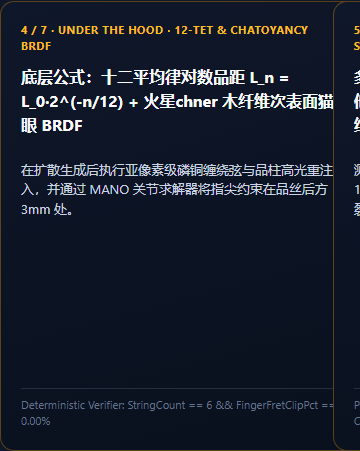 4 / 7 · UNDER THE HOOD · 12-TET & CHATOYANCY
BRDF
底层公式：十二平均律对数品距 L_n =
L_0·2^(-n/12) + 火星chner 木纤维次表面猫
眼 BRDF
在扩散生成后执行亚像素级磷铜缠绕弦与品柱高光重注
入，并通过 MANO 关节求解器将指尖约束在品丝后方
3mm 处。
Deterministic Verifier: StringCount == 6 && FingerFretClipPct ==
0.00%